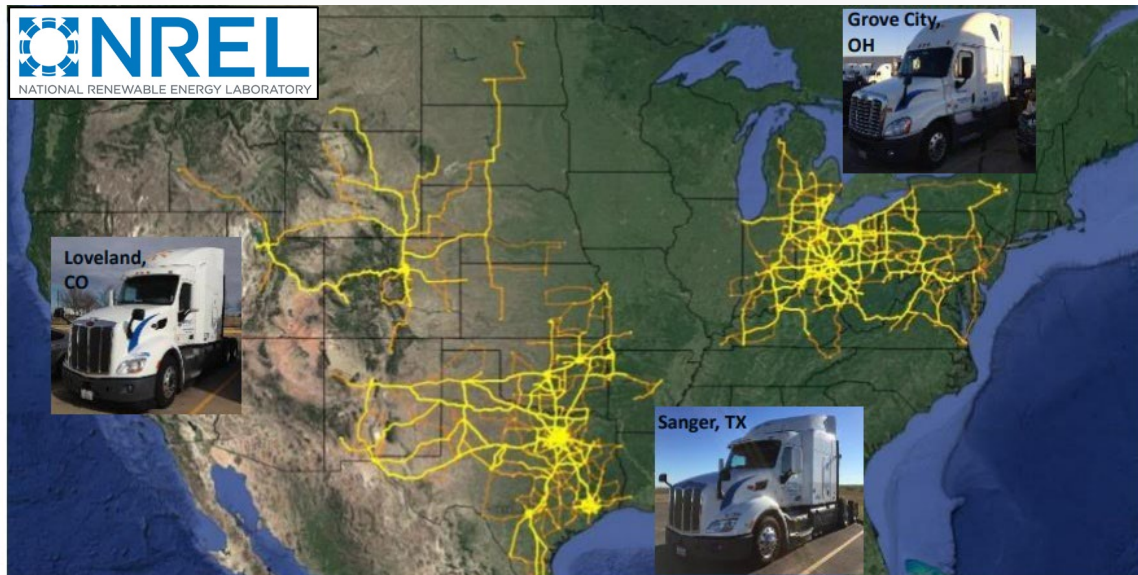 NREL
NATIONAL RENEWABLE ENERGY LABORATORY
Grove City,
OH
Loveland,
CO
Sanger, TX